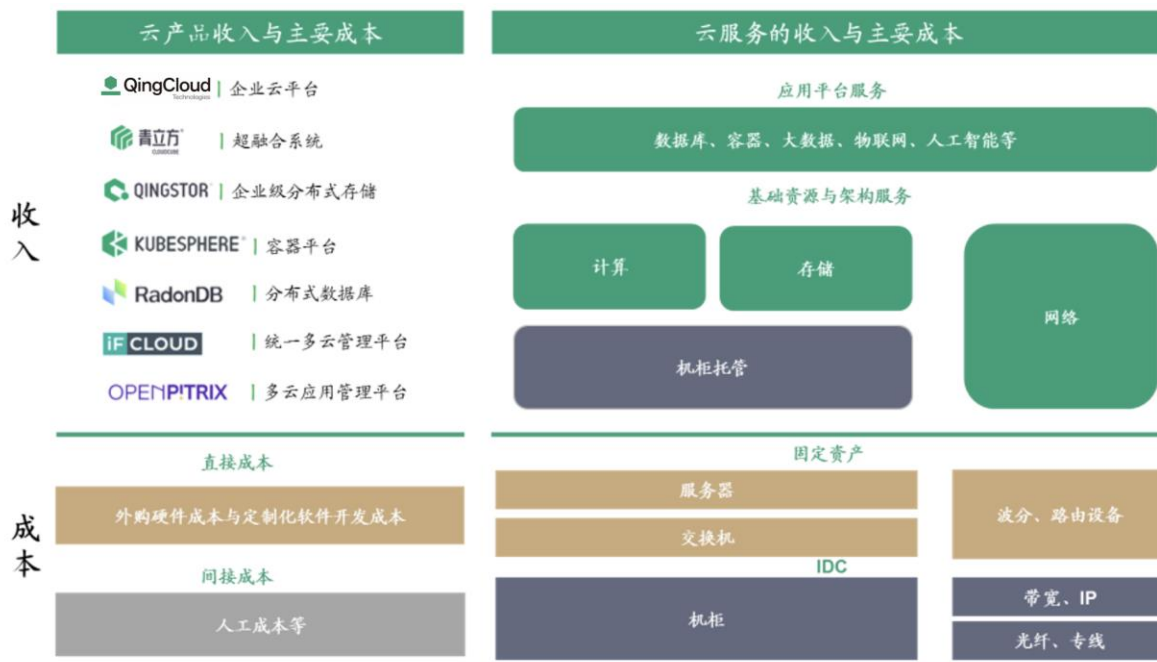 云产品收入与主要成本
云服务的收入与主要成本
收入
QingCloud
Technologies
企业云平台
青立方®
CLOUDCUBE
超融合系统
QINGSTOR
企业级分布式存储
KUBESPHERE®
容器平台
RadonDB
分布式数据库
iFCLOUD
统一多云管理平台
OPENP!TRIX
多云应用管理平台
应用平台服务
数据库、容器、大数据、物联网、人工智能等
基础资源与架构服务
计算
存储
网络
机柜托管
成本
直接成本
外购硬件成本与定制化软件开发成本
间接成本
人工成本等
固定资产
服务器
交换机
波分、路由设备
IDC
机柜
带宽、IP
光纤、专线